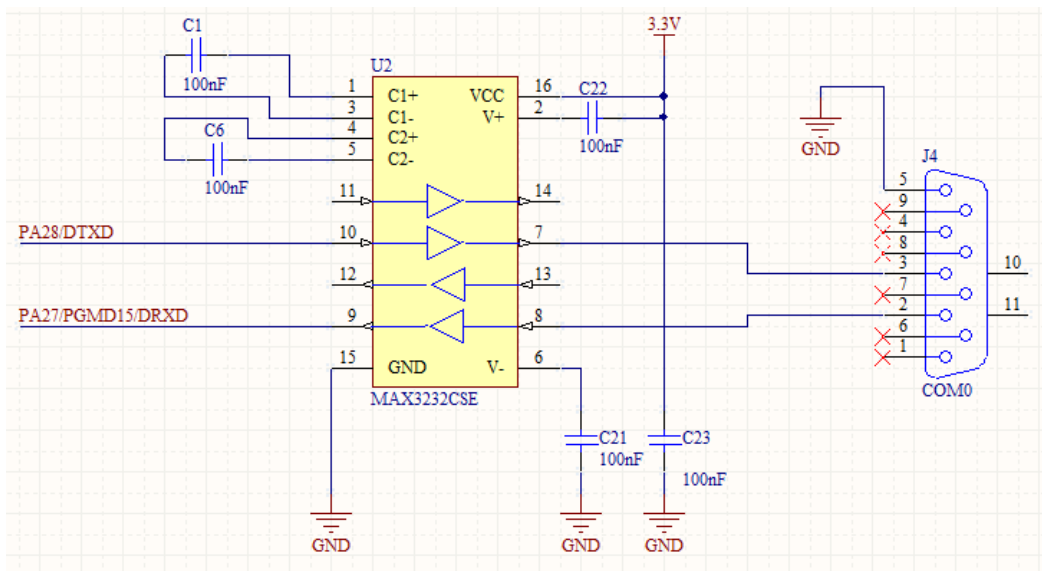 C1
3.3V
100nF
U2
1 C1+ VCC 16
C22
3 C1- V+ 2
4 C2+
100nF
C6
5 C2-
100nF
GND
J4
11 14
5
9
PA28/DTXD
10 7
4
8
12 13
3
10
7
PA27/PGMD15/DRXD
9 8
2
11
6
15 GND V- 6
1
MAX3232CSE
COM0
C21
100nF
C23
100nF
GND
GND
GND